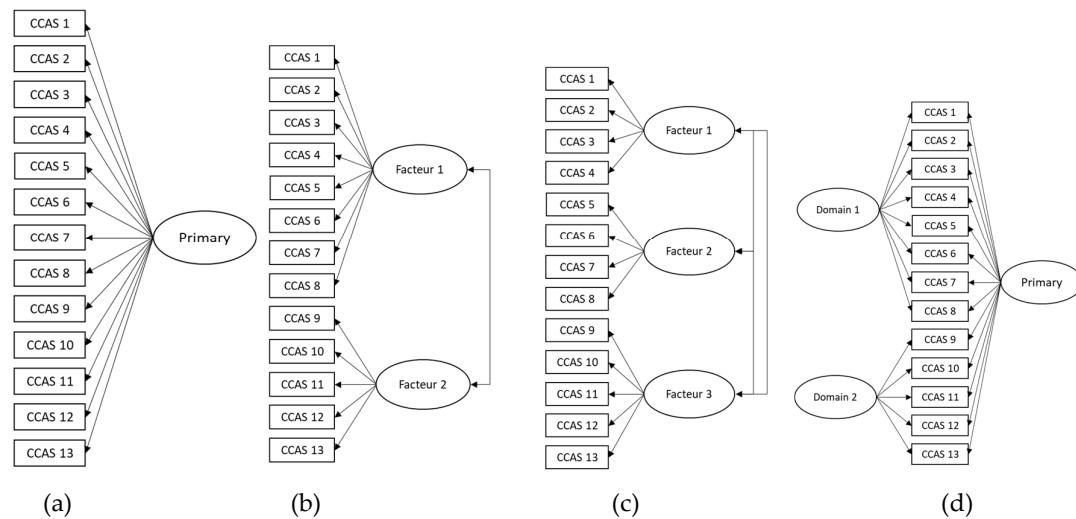 CCAS 1
CCAS 2
CCAS 3
CCAS 4
CCAS 5
CCAS 6
CCAS 7
CCAS 8
CCAS 9
CCAS 10
CCAS 11
CCAS 12
CCAS 13
Primary
(a)
CCAS 1
CCAS 2
CCAS 3
CCAS 4
CCAS 5
CCAS 6
CCAS 7
CCAS 8
CCAS 9
CCAS 10
CCAS 11
CCAS 12
CCAS 13
Facteur 1
Facteur 2
(b)
CCAS 1
CCAS 2
CCAS 3
CCAS 4
CCAS 5
CCAS 6
CCAS 7
CCAS 8
CCAS 9
CCAS 10
CCAS 11
CCAS 12
CCAS 13
Facteur 1
Facteur 2
Facteur 3
(c)
Domain 1
Domain 2
CCAS 1
CCAS 2
CCAS 3
CCAS 4
CCAS 5
CCAS 6
CCAS 7
CCAS 8
CCAS 9
CCAS 10
CCAS 11
CCAS 12
CCAS 13
Primary
(d)